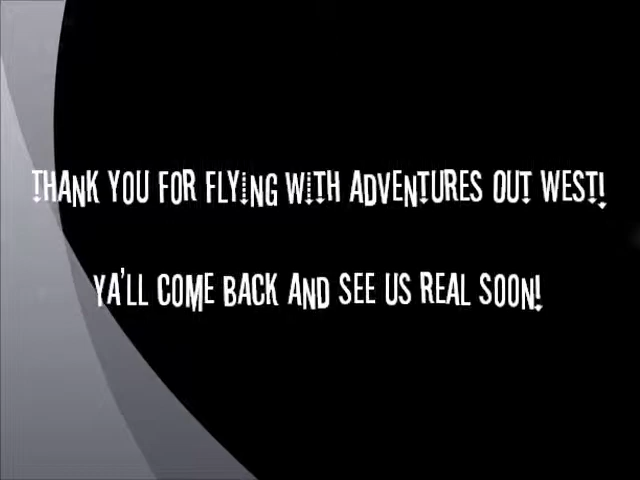 THANK YOU FOR FLYING WITH ADVENTURES OUT WEST!
YA'LL COME BACK AND SEE US REAL SOON!